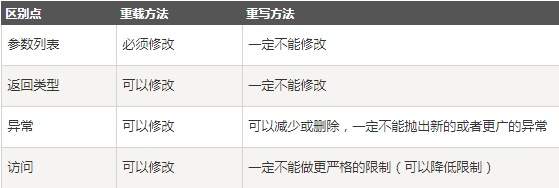 区别点 重载方法 重写方法
参数列表 必须修改 一定不能修改
返回类型 可以修改 一定不能修改
异常 可以修改 可以减少或删除，一定不能抛出新的或者更广的异常
访问 可以修改 一定不能做更严格的限制（可以降低限制）